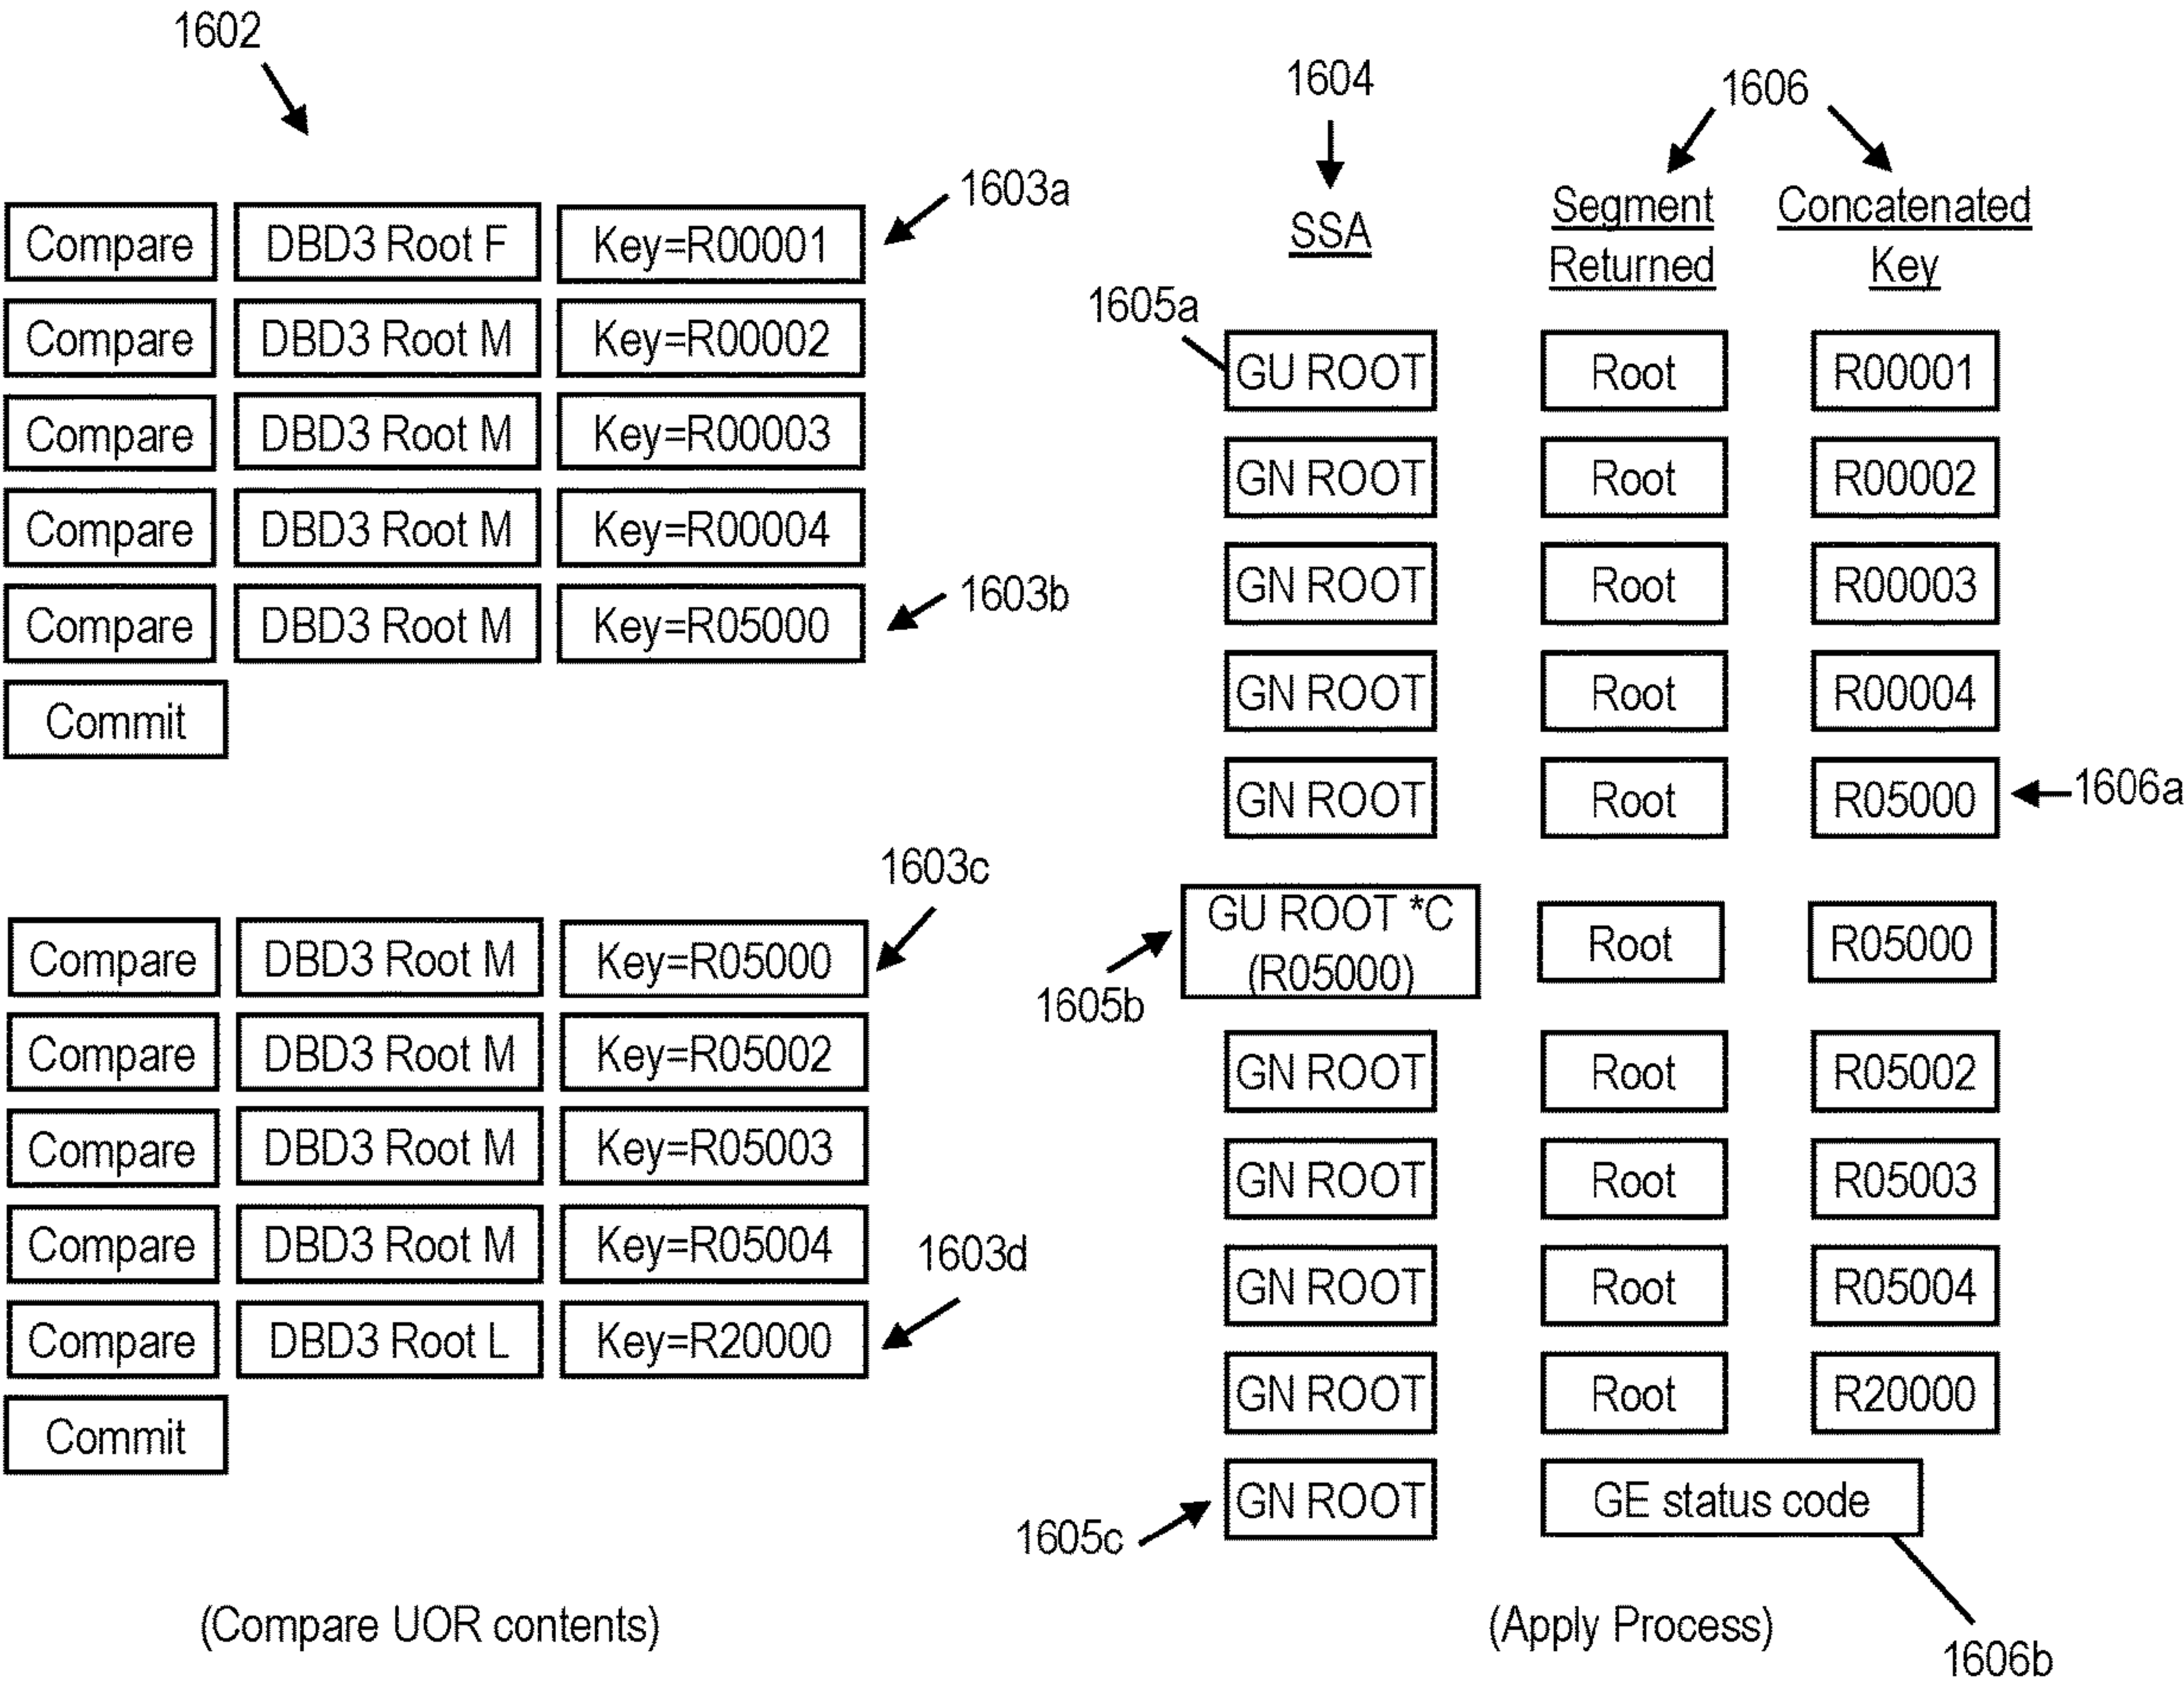 1602
1604
1606
1603a
Compare DBD3 Root F Key=R00001
Compare DBD3 Root M Key=R00002
Compare DBD3 Root M Key=R00003
Compare DBD3 Root M Key=R00004
Compare DBD3 Root M Key=R05000
1603b
Commit
1603c
Compare DBD3 Root M Key=R05000
Compare DBD3 Root M Key=R05002
Compare DBD3 Root M Key=R05003
Compare DBD3 Root M Key=R05004
Compare DBD3 Root L Key=R20000
1603d
Commit
(Compare UOR contents)
SSA
Segment
Returned
Concatenated
Key
1605a
GU ROOT Root R00001
GN ROOT Root R00002
GN ROOT Root R00003
GN ROOT Root R00004
GN ROOT Root R05000
1606a
GU ROOT *C
(R05000)
Root R05000
1605b
GN ROOT Root R05002
GN ROOT Root R05003
GN ROOT Root R05004
GN ROOT Root R20000
GN ROOT GE status code
1605c
(Apply Process)
1606b